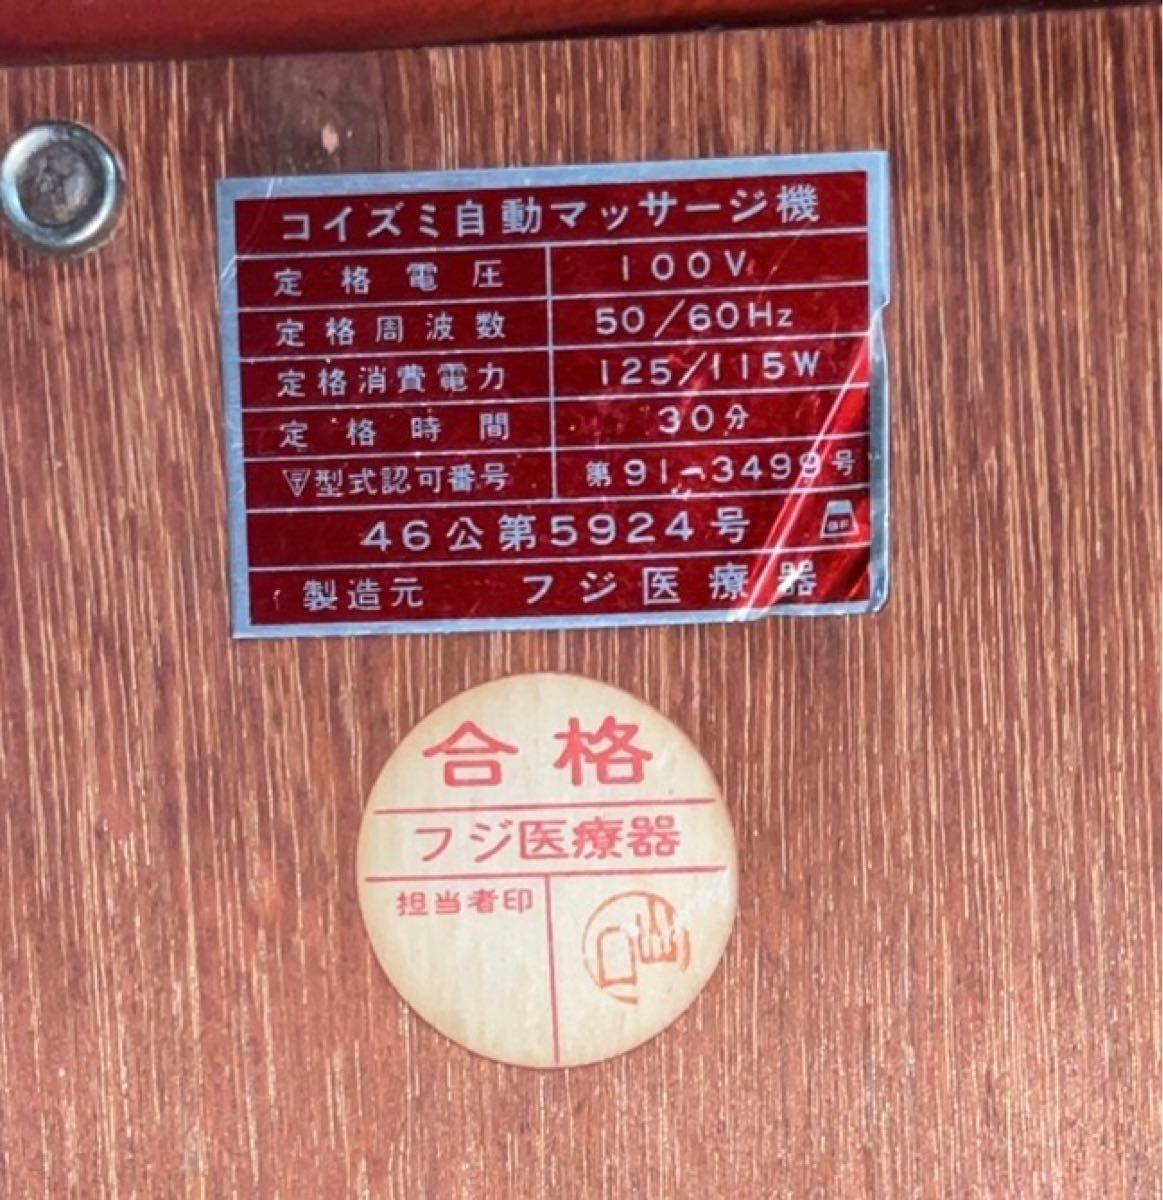 コイズミ自動マッサージ機
定格電圧 100V
定格周波数 50/60Hz
定格消費電力 125/115W
定格時間 30分
型式認可番号 第91-3499号
46公第5924号 BF
製造元 フジ医療器
合格
フジ医療器
担当者印